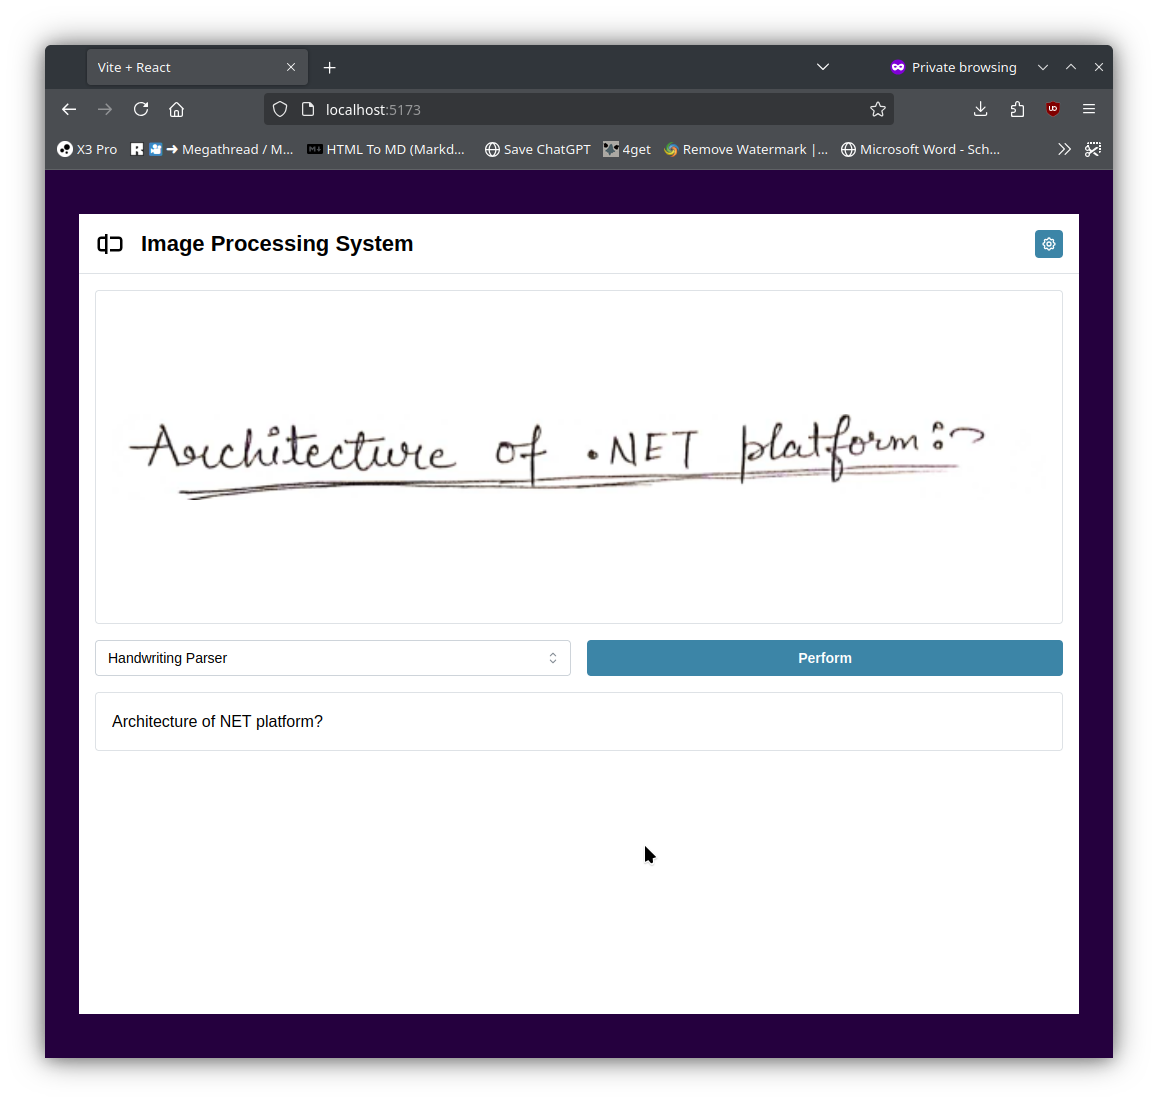 Vite + React
Private browsing
localhost:5173
X3 Pro R ➜ Megathread / M... HTML To MD (Markd... Save ChatGPT 4get Remove Watermark |... Microsoft Word - Sch...
Image Processing System
Architecture of .NET platform:⁓
Handwriting Parser
Perform
Architecture of NET platform?